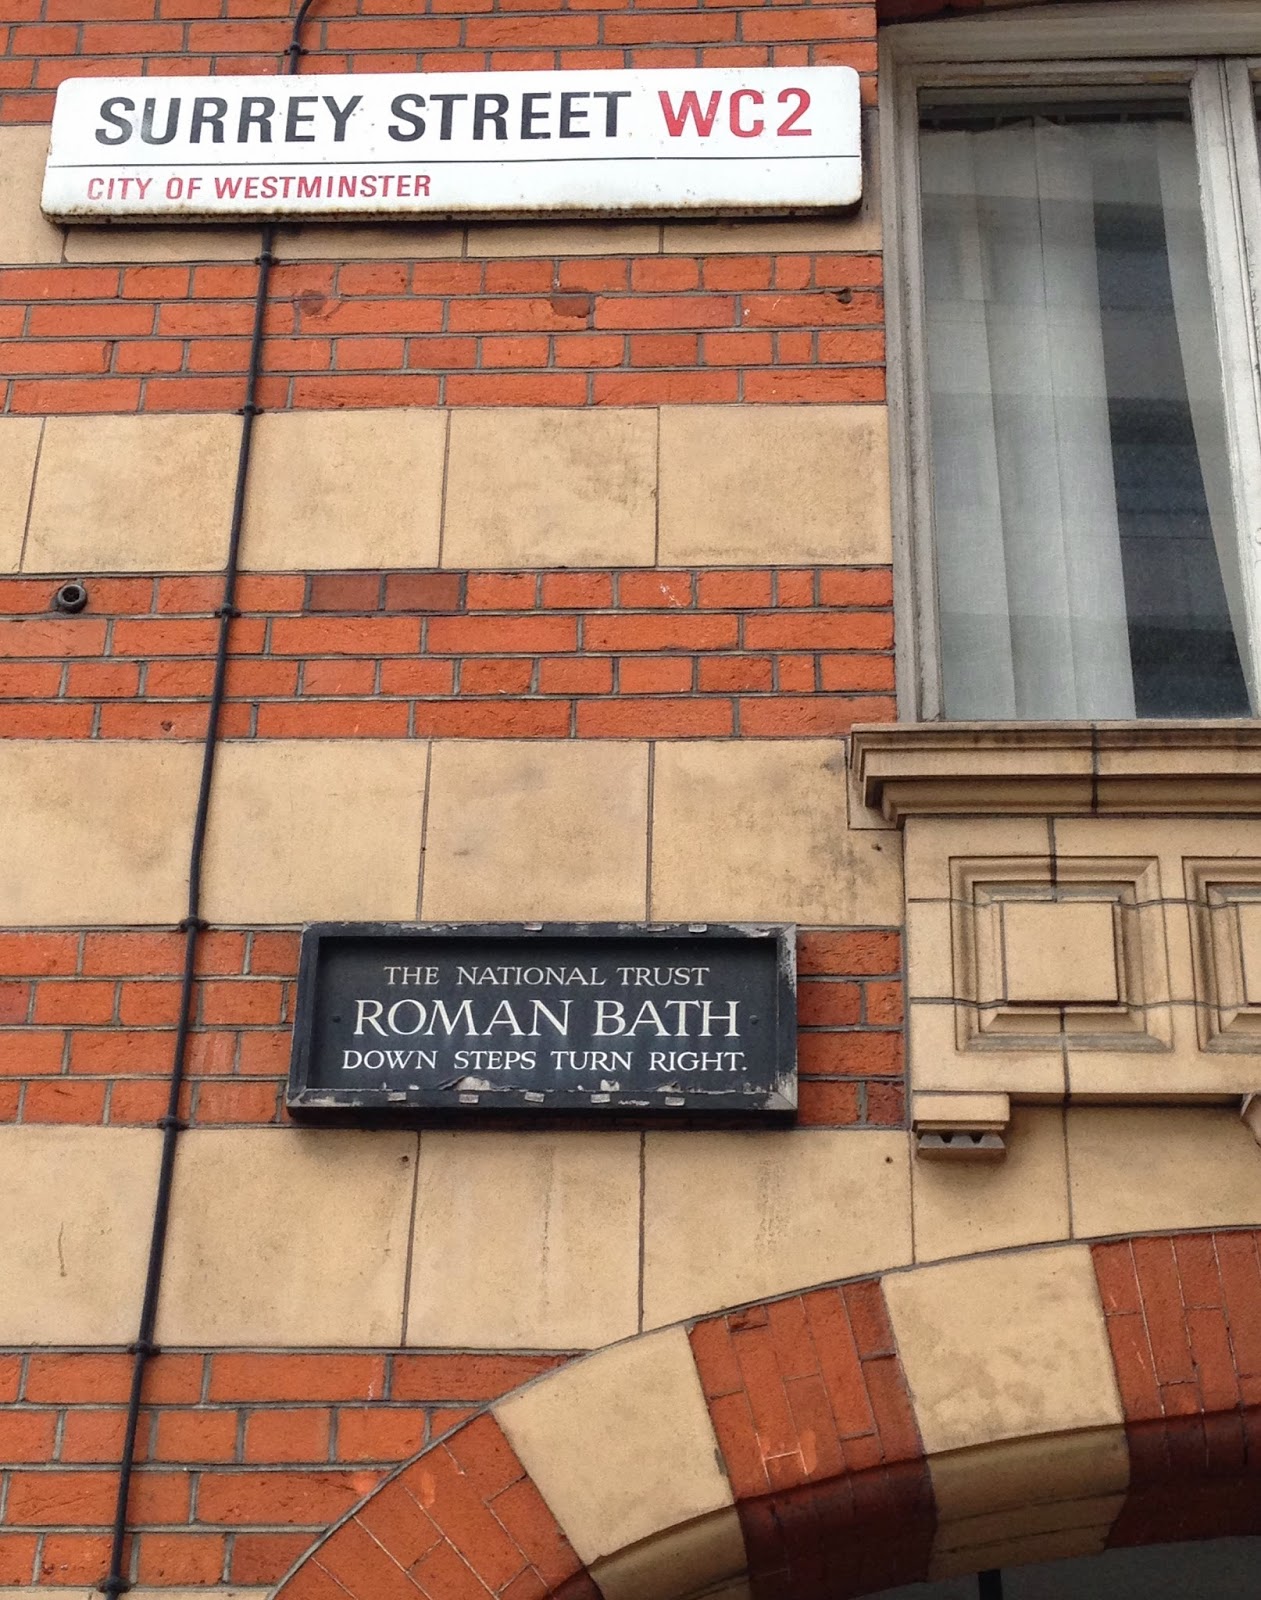 SURREY STREET WC2
CITY OF WESTMINSTER
THE NATIONAL TRUST
ROMAN BATH
DOWN STEPS TURN RIGHT.